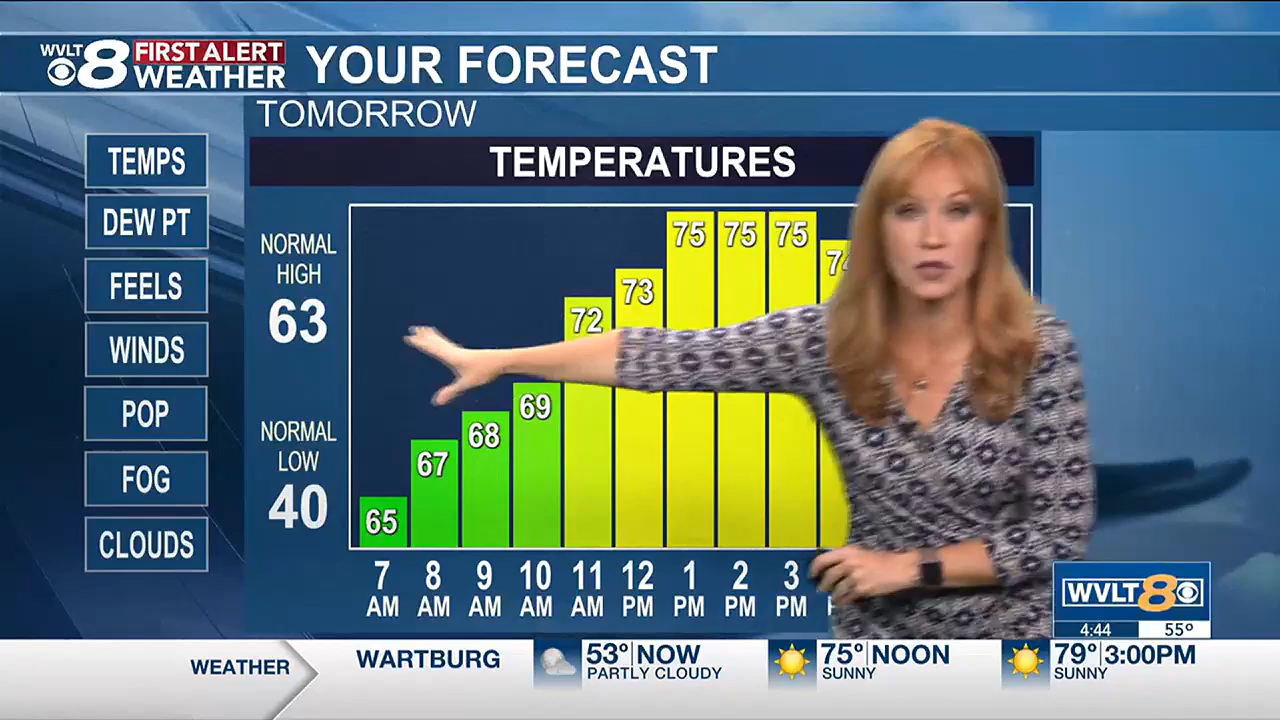 WVLT 8 FIRST ALERT WEATHER
YOUR FORECAST
TOMORROW
TEMPERATURES
TEMPS
DEW PT
FEELS
WINDS
POP
FOG
CLOUDS
NORMAL
HIGH
63
NORMAL
LOW
40
65 67 68 69 72 73 75 75 75
7 AM
8 AM
9 AM
10 AM
11 AM
12 PM
1 PM
2 PM
3 PM
WVLT 8
4:44 55°
WEATHER
WARTBURG
53° NOW
PARTLY CLOUDY
75° NOON
SUNNY
79° 3:00PM
SUNNY